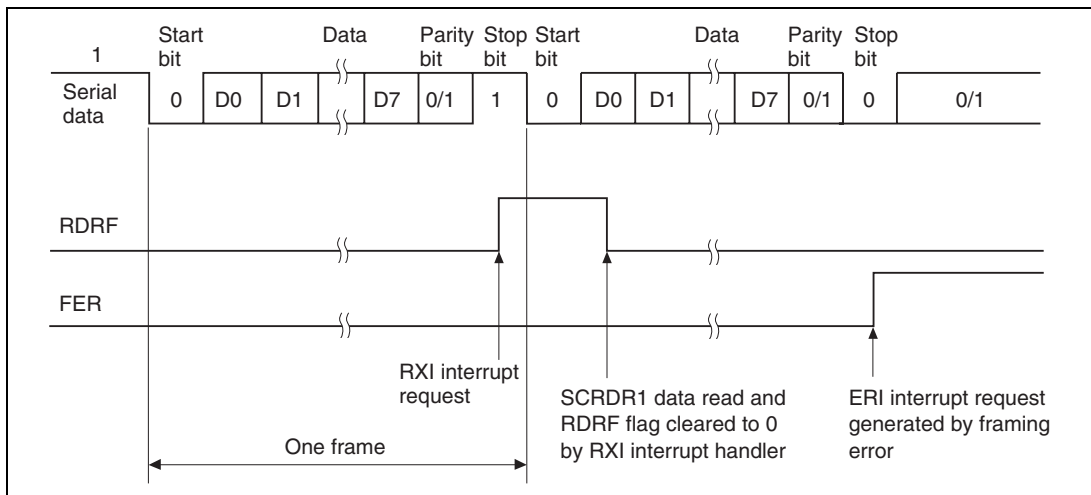 Start bit Data Parity bit Stop bit Start bit Data Parity bit Stop bit
1
Serial data 0 D0 D1 D7 0/1 1 0 D0 D1 D7 0/1 0 0/1
RDRF
FER
RXI interrupt
request
SCRDR1 data read and
RDRF flag cleared to 0
by RXI interrupt handler
ERI interrupt request
generated by framing
error
One frame